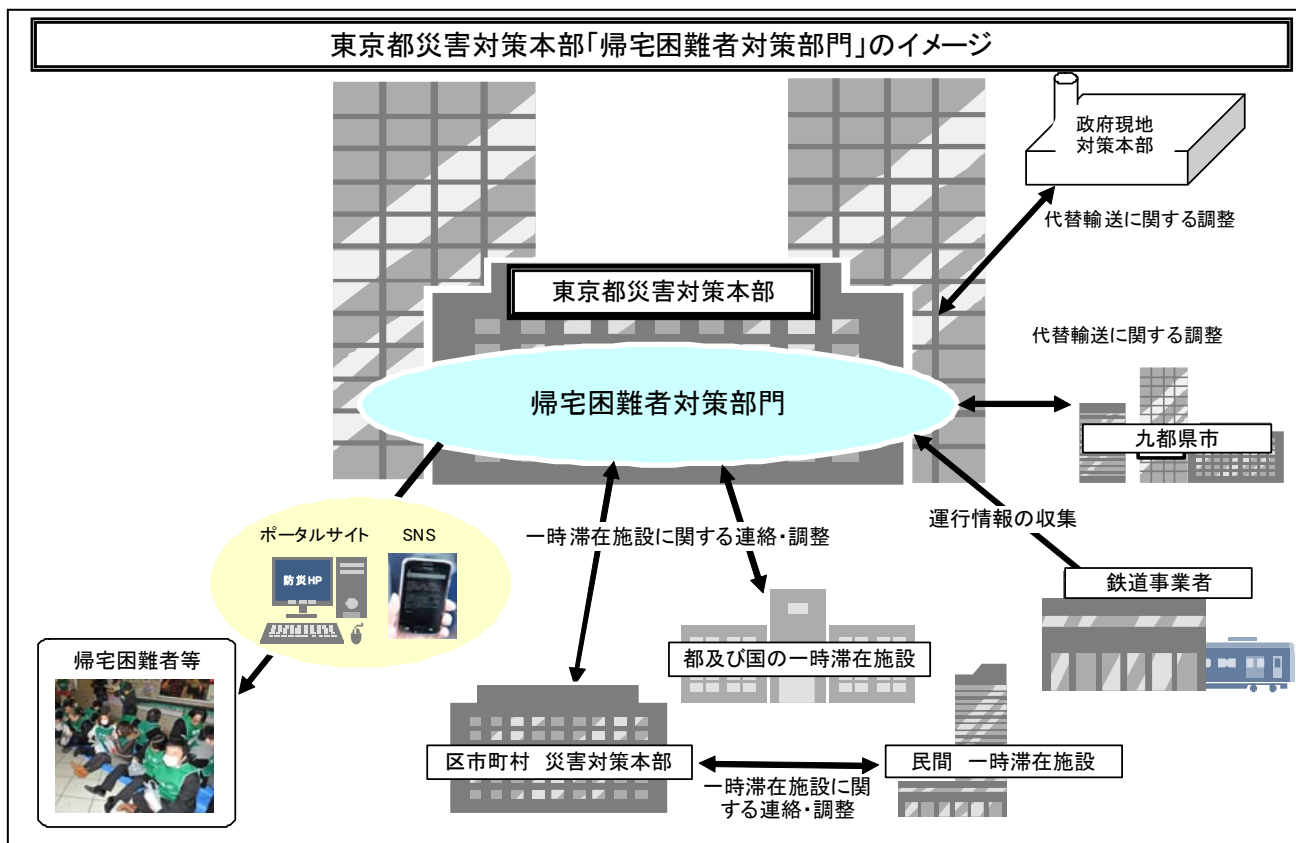 東京都災害対策本部「帰宅困難者対策部門」のイメージ
政府現地
対策本部
代替輸送に関する調整
東京都災害対策本部
代替輸送に関する調整
帰宅困難者対策部門
九都県市
運行情報の収集
ポータルサイト
SNS
一時滞在施設に関する連絡・調整
防災HP
鉄道事業者
帰宅困難者等
都及び国の一時滞在施設
区市町村 災害対策本部
民間 一時滞在施設
一時滞在施設に関
する連絡・調整